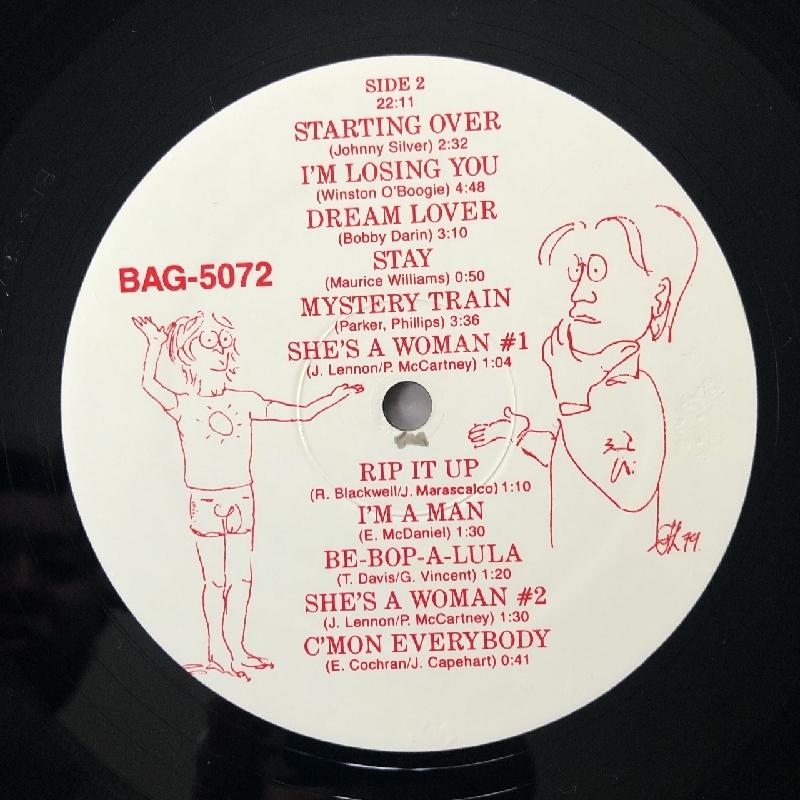 SIDE 2
22:11
STARTING OVER
(Johnny Silver) 2:32
I'M LOSING YOU
(Winston O'Boogie) 4:48
DREAM LOVER
(Bobby Darin) 3:10
STAY
(Maurice Williams) 0:50
BAG-5072
MYSTERY TRAIN
(Parker, Phillips) 3:36
SHE'S A WOMAN #1
(J. Lennon/P. McCartney) 1:04
RIP IT UP
(R. Blackwell/J. Marascalco) 1:10
I'M A MAN
(E. McDaniel) 1:30
BE-BOP-A-LULA
(T. Davis/G. Vincent) 1:20
SHE'S A WOMAN #2
(J. Lennon/P. McCartney) 1:30
C'MON EVERYBODY
(E. Cochran/J. Capehart) 0:41